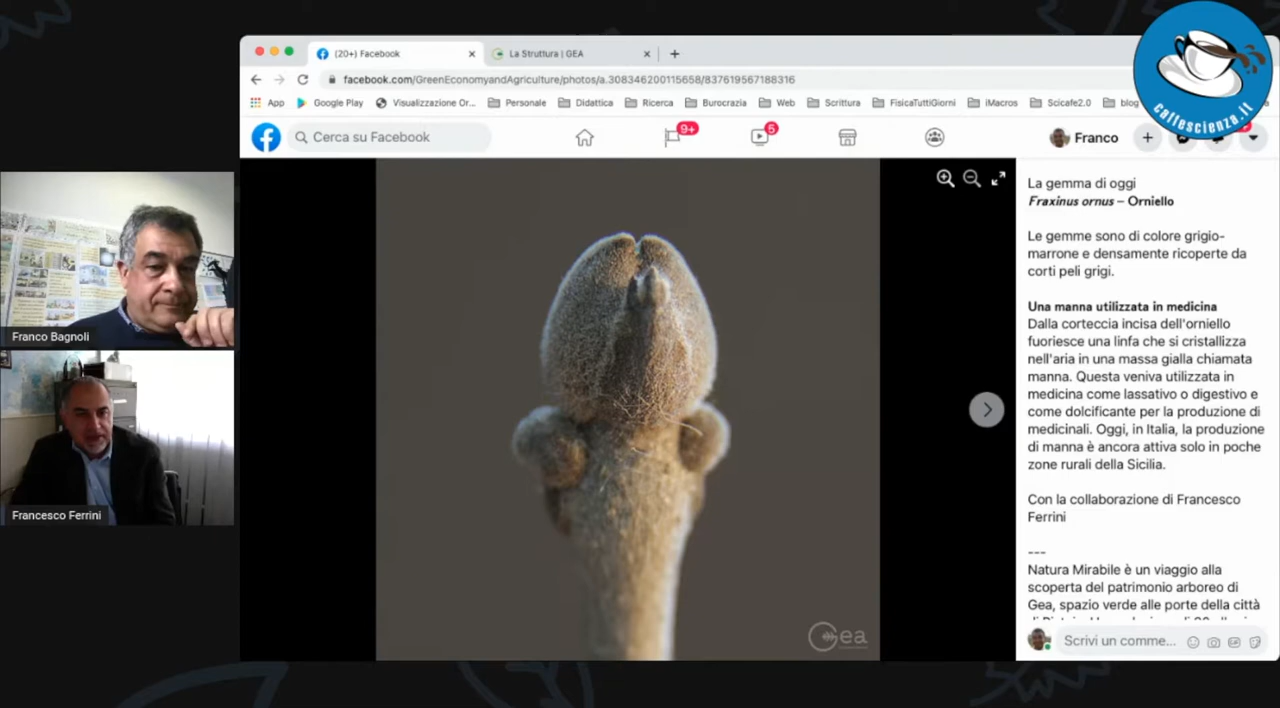 (20+) Facebook
La Struttura | GEA
facebook.com/GreenEconomyandAgriculture/photos/a.308346200115658/837619567188316
App
Google Play
Visualizzazione Or...
Personale
Didattica
Ricerca
Burocrazia
Web
Scrittura
FisicaTuttiGiorni
iMacros
Scicafe2.0
blog
caffescienza.it
Cerca su Facebook
9+
5
Franco
La gemma di oggi
Fraxinus ornus – Orniello
Le gemme sono di colore grigio-
marrone e densamente ricoperte da
corti peli grigi.
Una manna utilizzata in medicina
Dalla corteccia incisa dell'orniello
fuoriesce una linfa che si cristallizza
nell'aria in una massa gialla chiamata
manna. Questa veniva utilizzata in
medicina come lassativo o digestivo e
come dolcificante per la produzione di
medicinali. Oggi, in Italia, la produzione
di manna è ancora attiva solo in poche
zone rurali della Sicilia.
Con la collaborazione di Francesco
Ferrini
---
Natura Mirabile è un viaggio alla
scoperta del patrimonio arboreo di
Gea, spazio verde alle porte della città
Scrivi un comme...
Franco Bagnoli
Francesco Ferrini
Gea